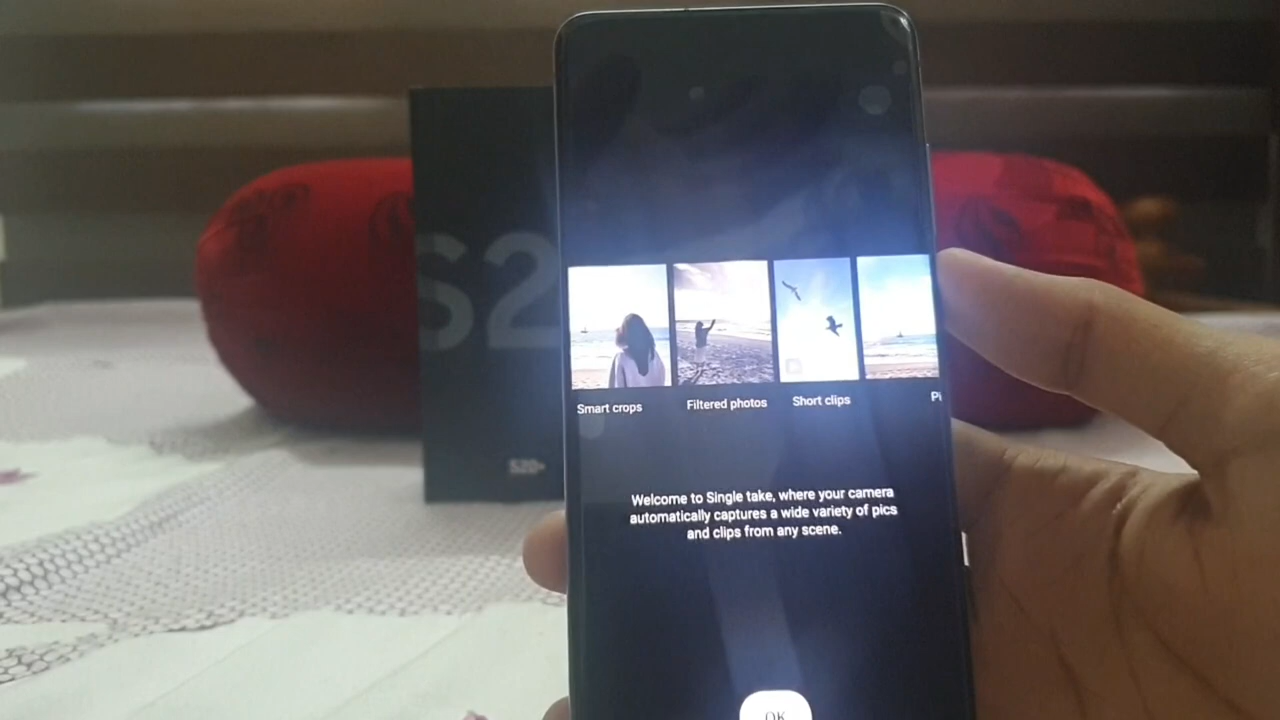 S2
S20+
Smart crops
Filtered photos
Short clips
Pi
Welcome to Single take, where your camera
automatically captures a wide variety of pics
and clips from any scene.
OK